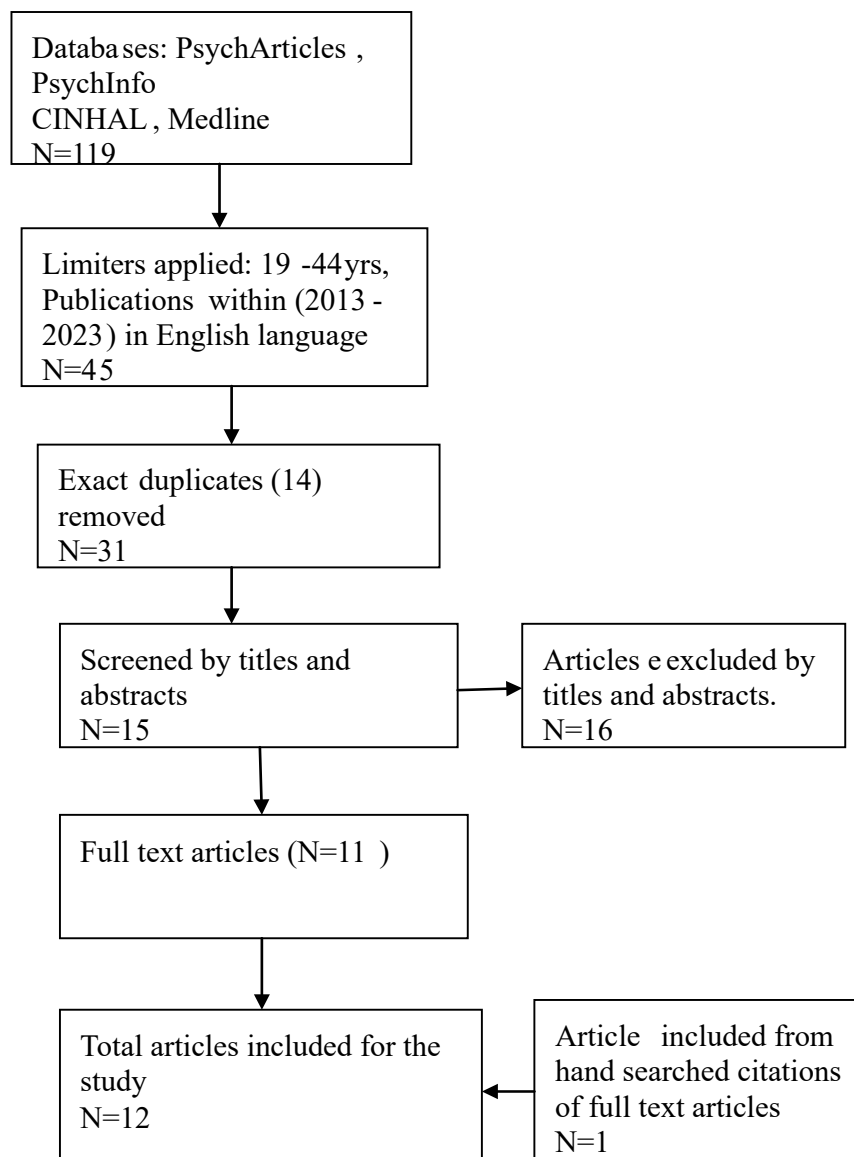 Databases: PsychArticles ,
PsychInfo
CINHAL , Medline
N=119
Limiters applied: 19 -44yrs,
Publications within (2013 -
2023) in English language
N=45
Exact duplicates (14)
removed
N=31
Screened by titles and
abstracts
N=15
Articles e excluded by
titles and abstracts.
N=16
Full text articles (N=11 )
Total articles included for the
study
N=12
Article included from
hand searched citations
of full text articles
N=1